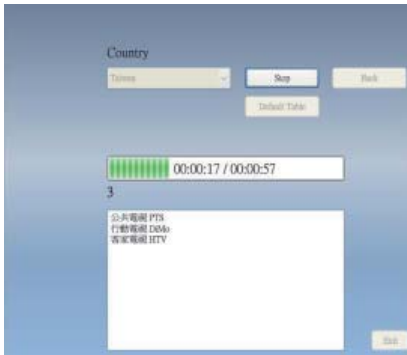 Country
Taiwan
Stop
Back
Default Table
00:00:17 / 00:00:57
3
公共電視 PTS
行動電視 DiMo
客家電視 HTV
Exit